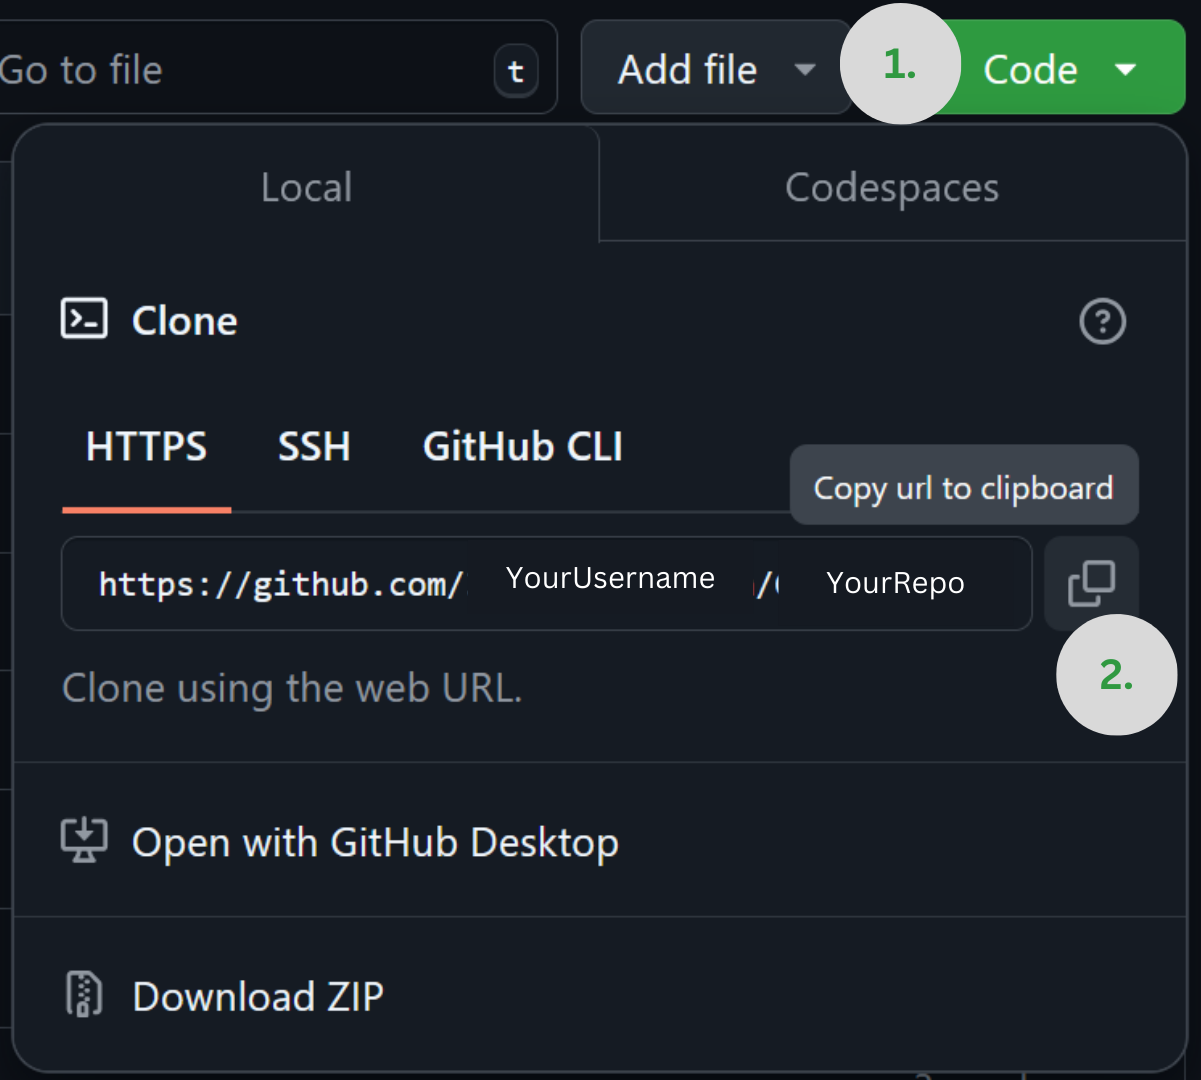 Go to file t Add file 1. Code
Local Codespaces
Clone
HTTPS SSH GitHub CLI
Copy url to clipboard
https://github.com/ YourUsername / YourRepo
2.
Clone using the web URL.
Open with GitHub Desktop
Download ZIP